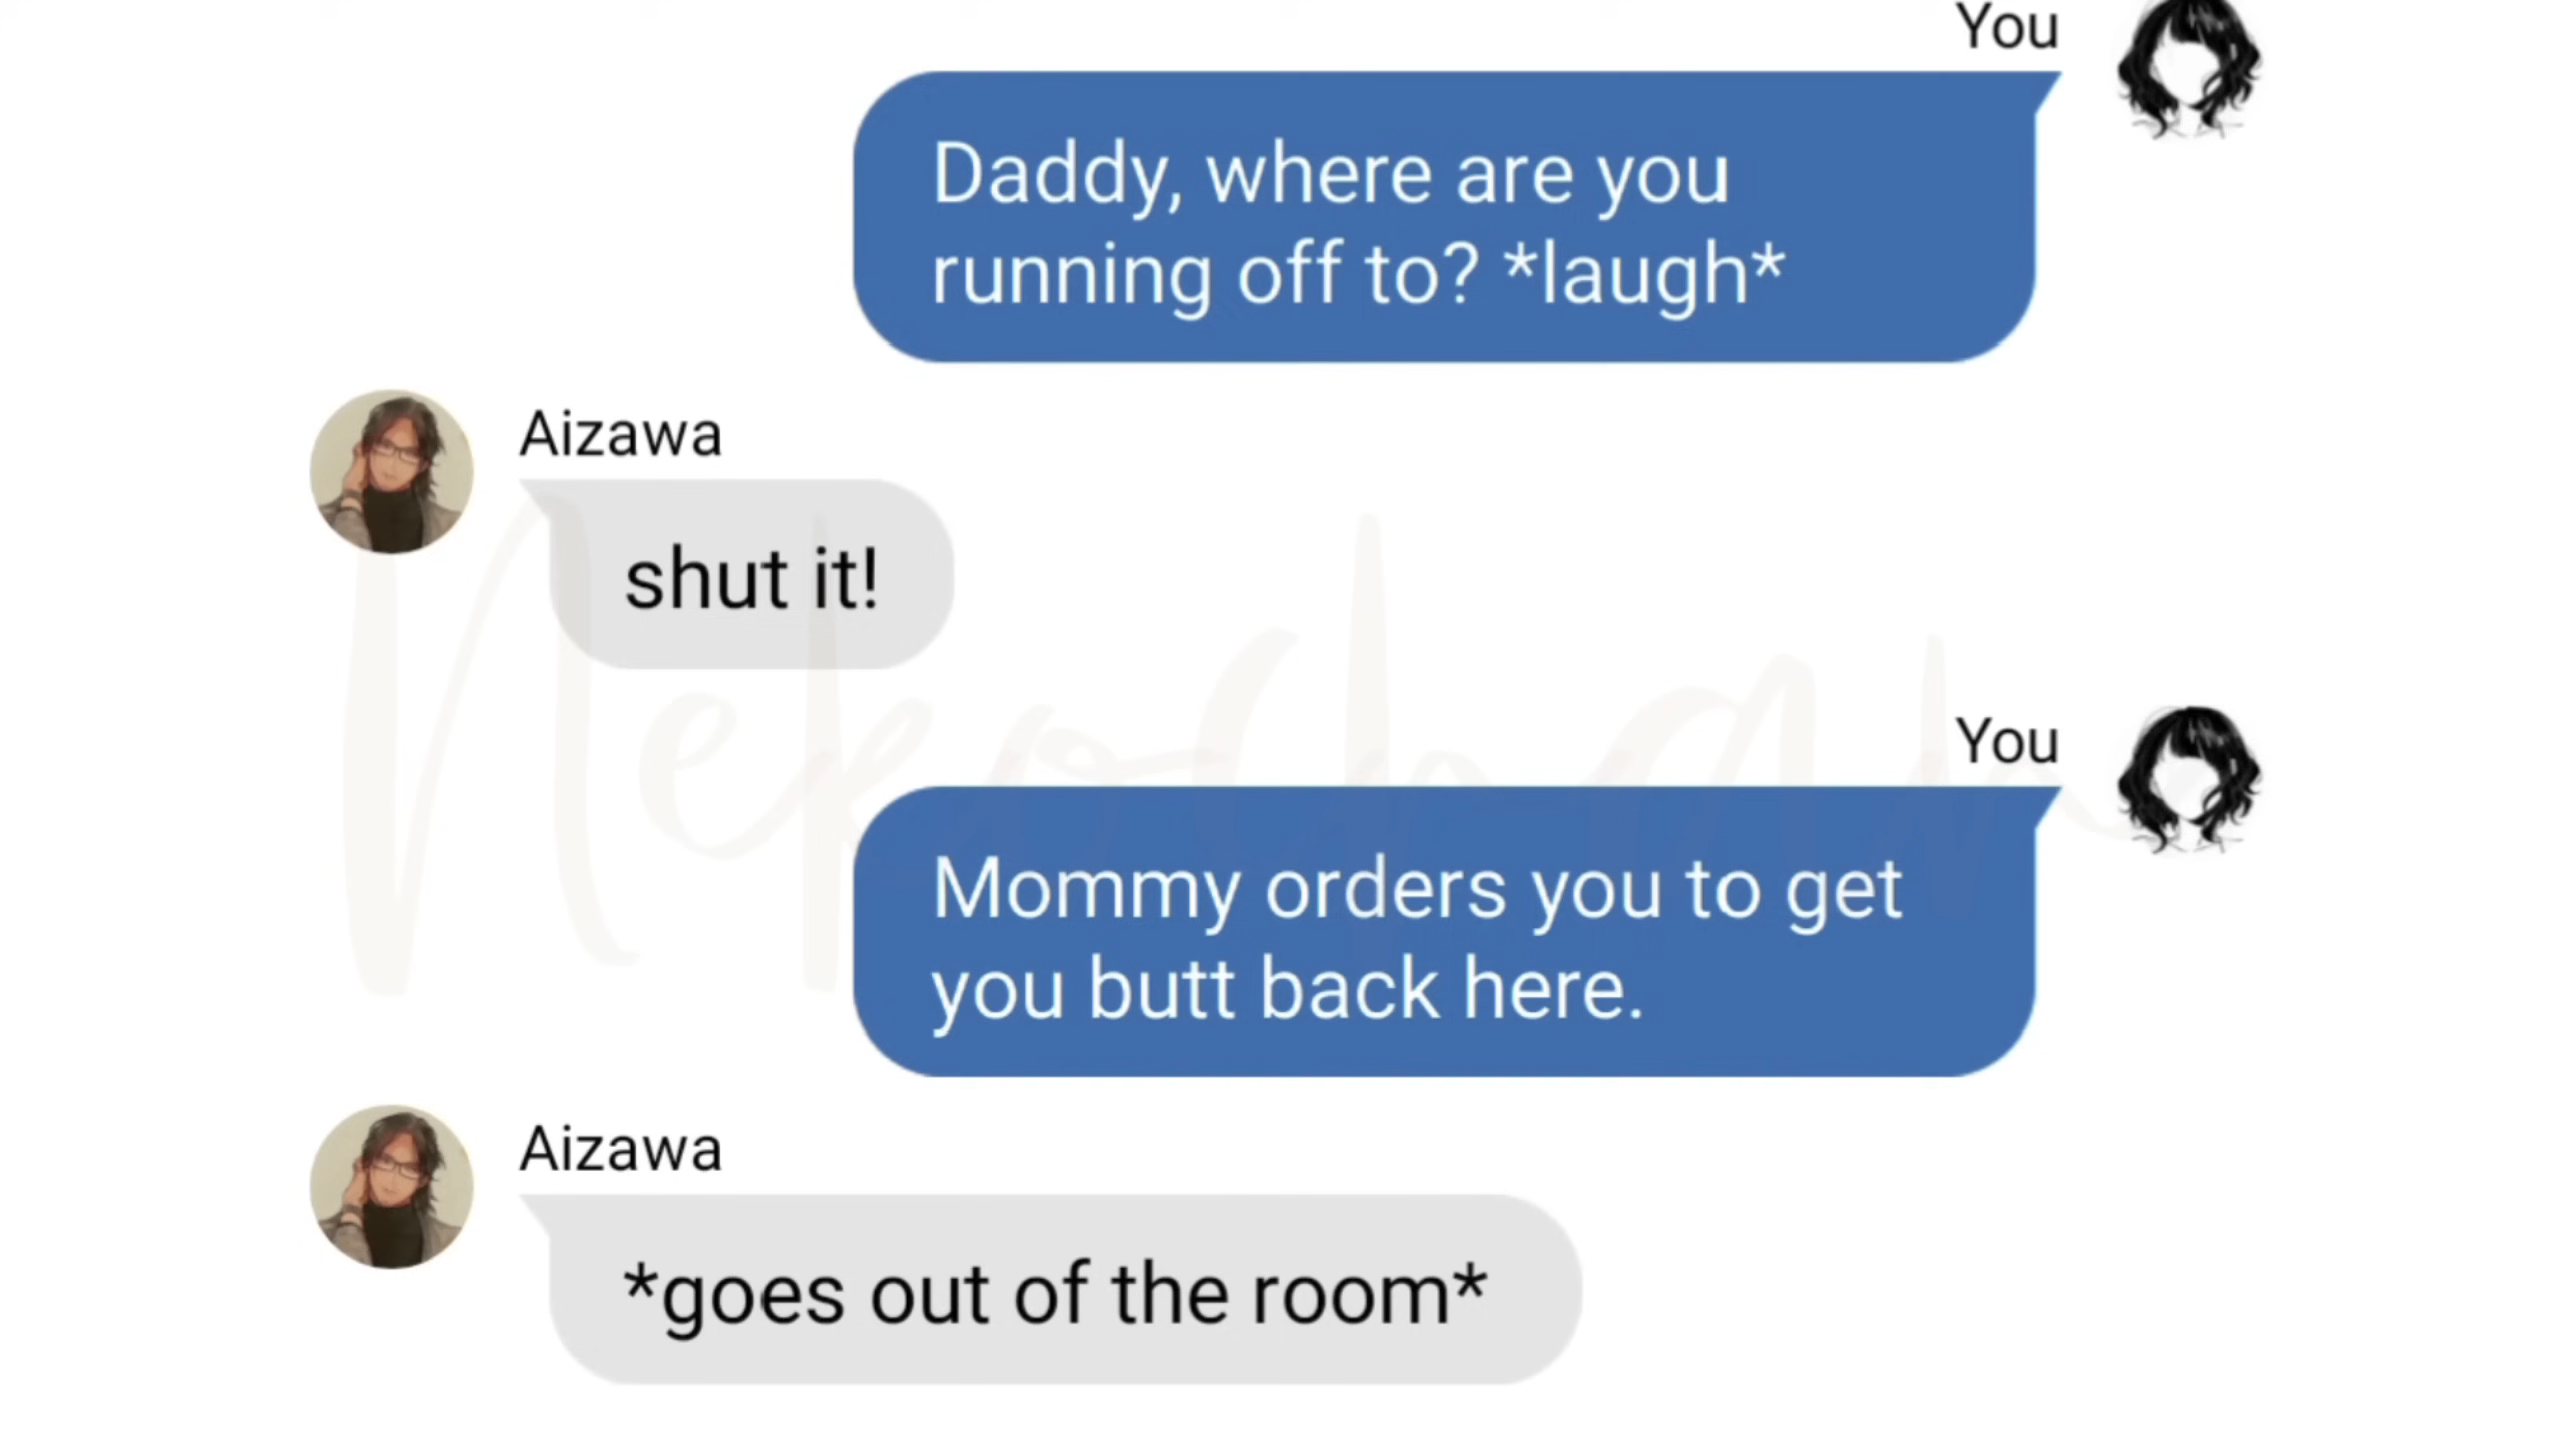 You
Daddy, where are you
running off to? *laugh*
Aizawa
shut it!
Nekochan
You
Mommy orders you to get
you butt back here.
Aizawa
*goes out of the room*